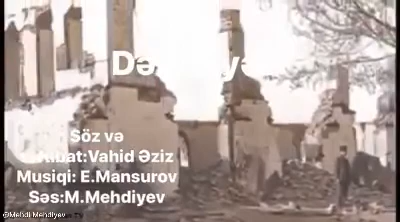 Söz və
Vahid Əziz
Musiqi: E.Mansurov
Səs:M.Mehdiyev
©Mehdi Mehdiyev